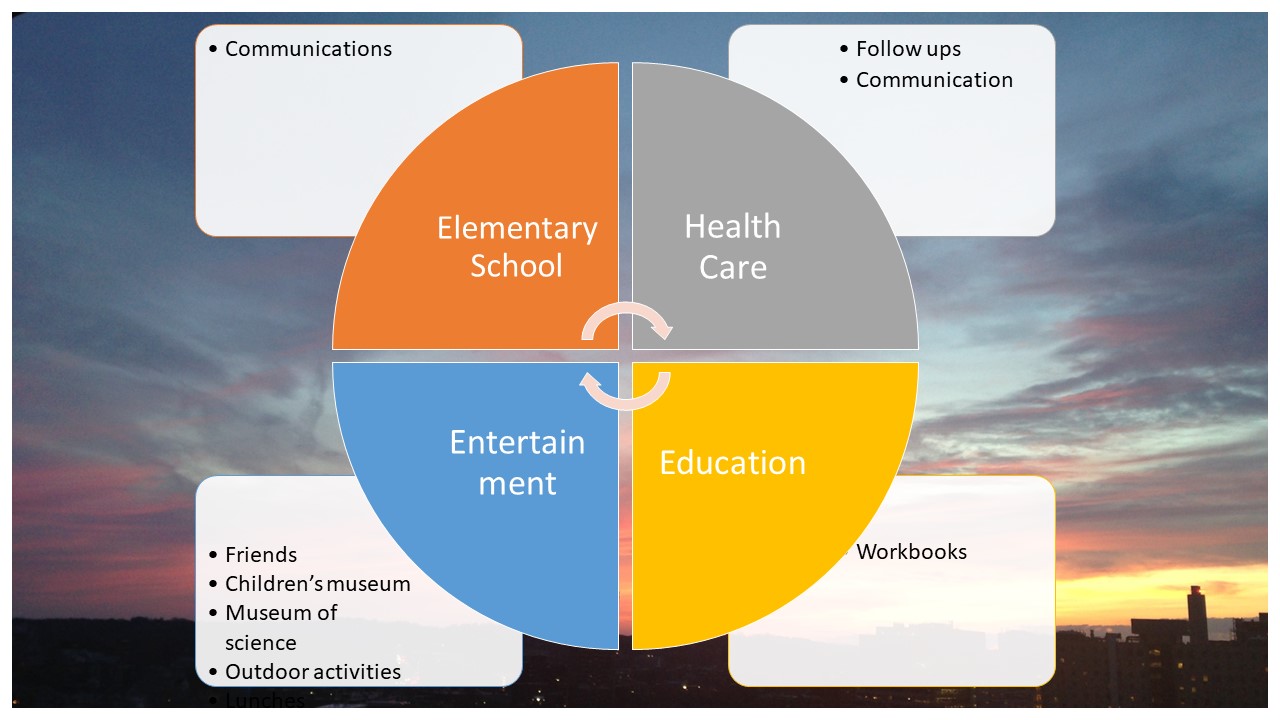 • Communications
• Follow ups
• Communication
Elementary
School
Health
Care
Entertain
ment
Education
• Friends
• Children's museum
• Museum of
science
• Outdoor activities
• Lunches
• Workbooks